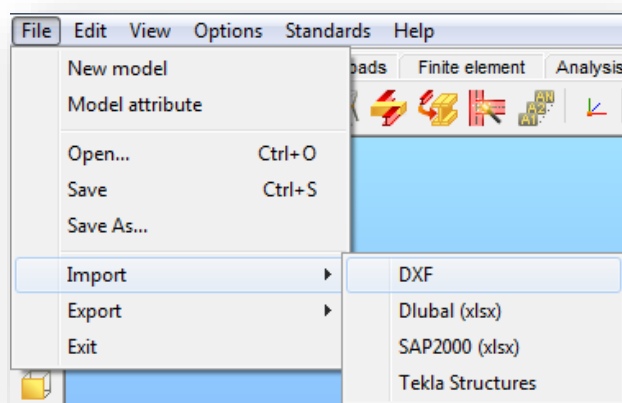 File Edit View Options Standards Help
New model
Model attribute
Open... Ctrl+O
Save Ctrl+S
Save As...
Import
Export
Exit
oads Finite element Analysis
DXF
Dlubal (xlsx)
SAP2000 (xlsx)
Tekla Structures